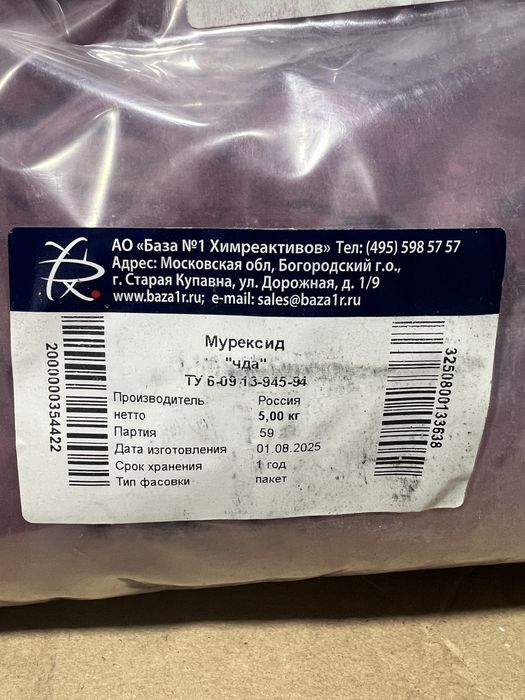 АО «База №1 Химреактивов» Тел: (495) 598 57 57
Адрес: Московская обл, Богородский г.о.,
г. Старая Купавна, ул. Дорожная, д. 1/9
www.baza1r.ru; e-mail: sales@baza1r.ru
Мурексид
"чда"
ТУ 6-09 13-945-94
Производитель Россия
нетто 5,00 кг
Партия 59
Дата изготовления 01.08.2025
Срок хранения 1 год
Тип фасовки пакет
2000000354422
3250800133638